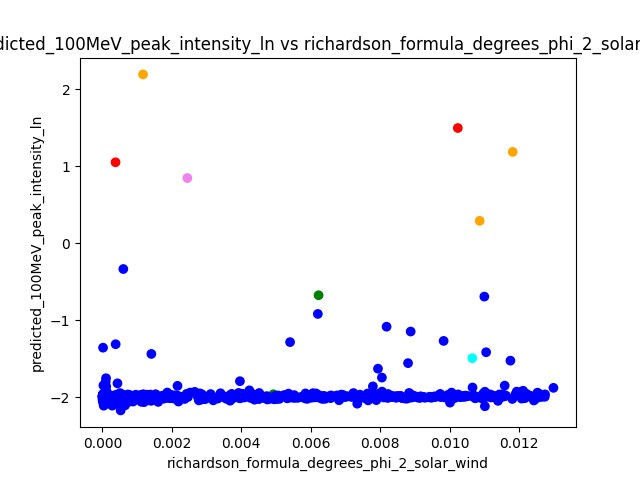 dicted_100MeV_peak_intensity_ln vs richardson_formula_degrees_phi_2_solar
predicted_100MeV_peak_intensity_ln
2
1
0
−1
−2
0.000 0.002 0.004 0.006 0.008 0.010 0.012
richardson_formula_degrees_phi_2_solar_wind